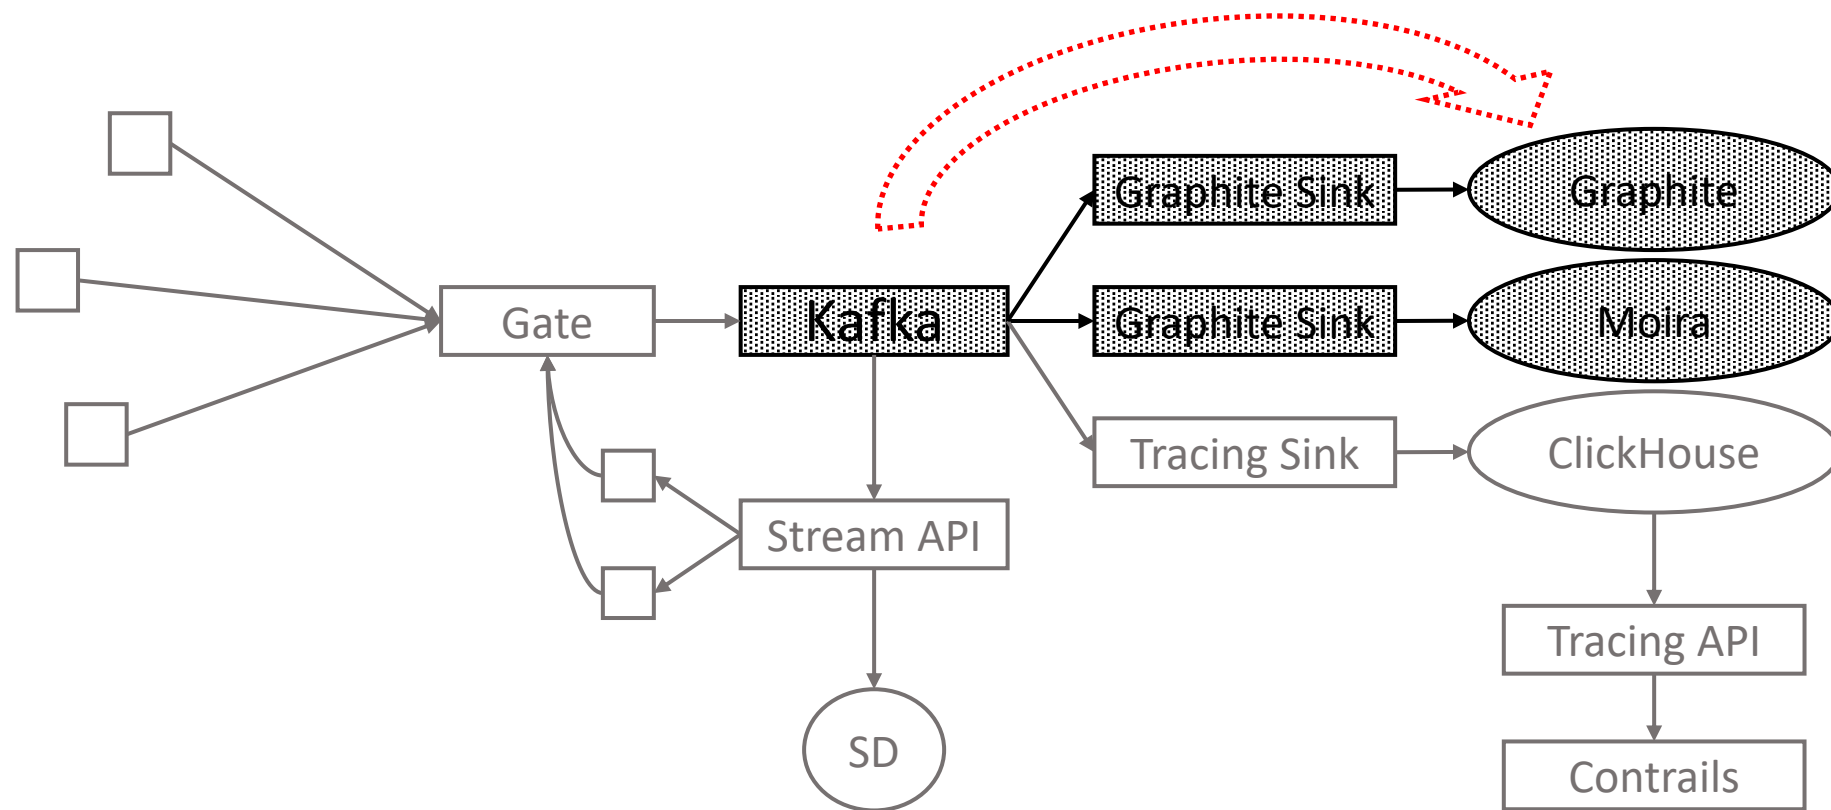 Graphite Sink
Graphite
Gate
Kafka
Graphite Sink
Moira
Tracing Sink
ClickHouse
Stream API
Tracing API
SD
Contrails